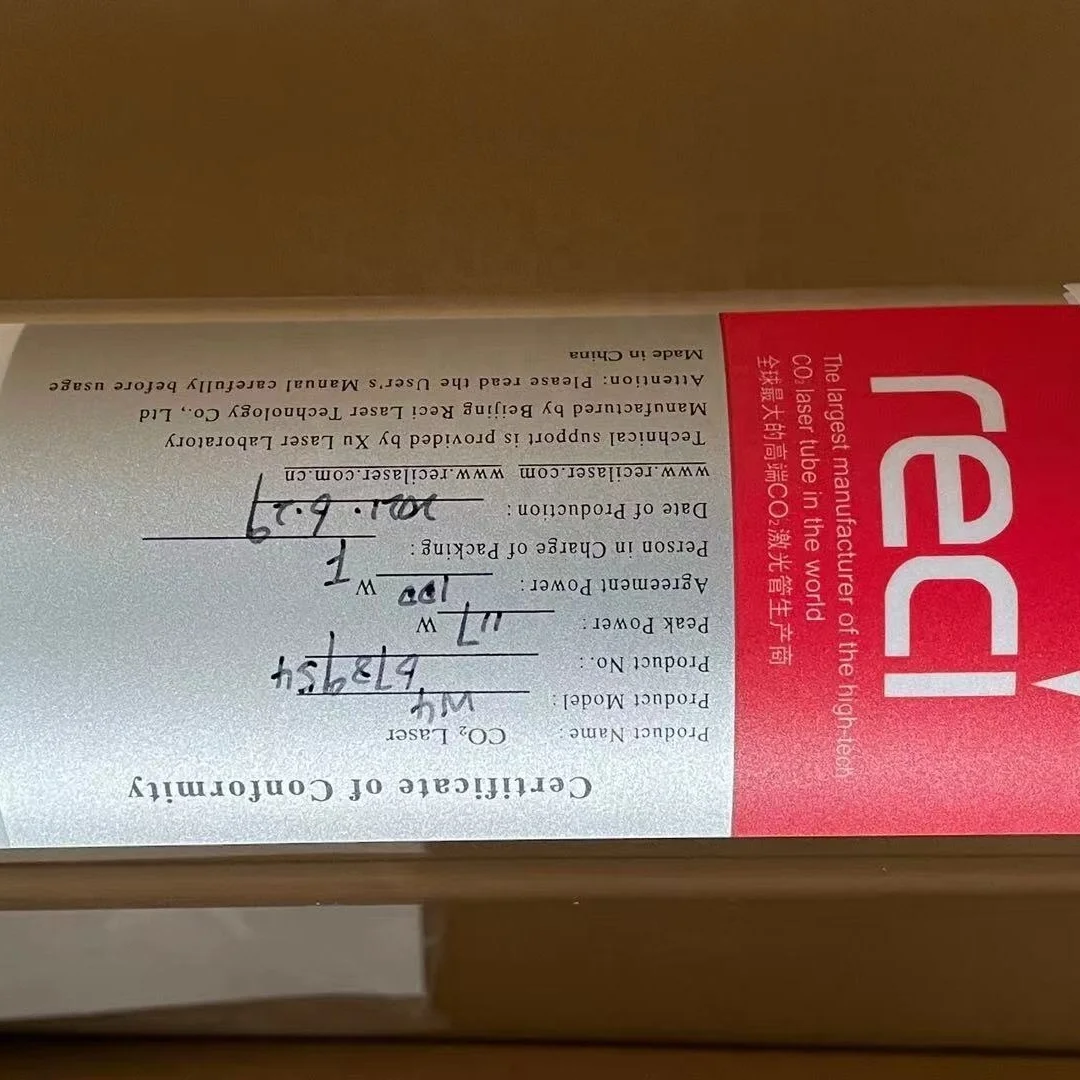 reci
The largest manufacturer of the high-tech
CO₂ laser tube in the world
全球最大的高端CO₂激光管生产商
Certificate of Conformity
Product Name: CO₂ Laser
Product Model: W4
Product No.:
Peak Power: 117 W
Agreement Power: 100 W
Person in Charge of Packing:
Date of Production: 2021.6.29
www.recilaser.com www.recilaser.com.cn
Technical support is provided by Xu Laser Laboratory
Manufactured by Beijing Reci Laser Technology Co., Ltd
Attention: Please read the User's Manual carefully before usage
Made in China